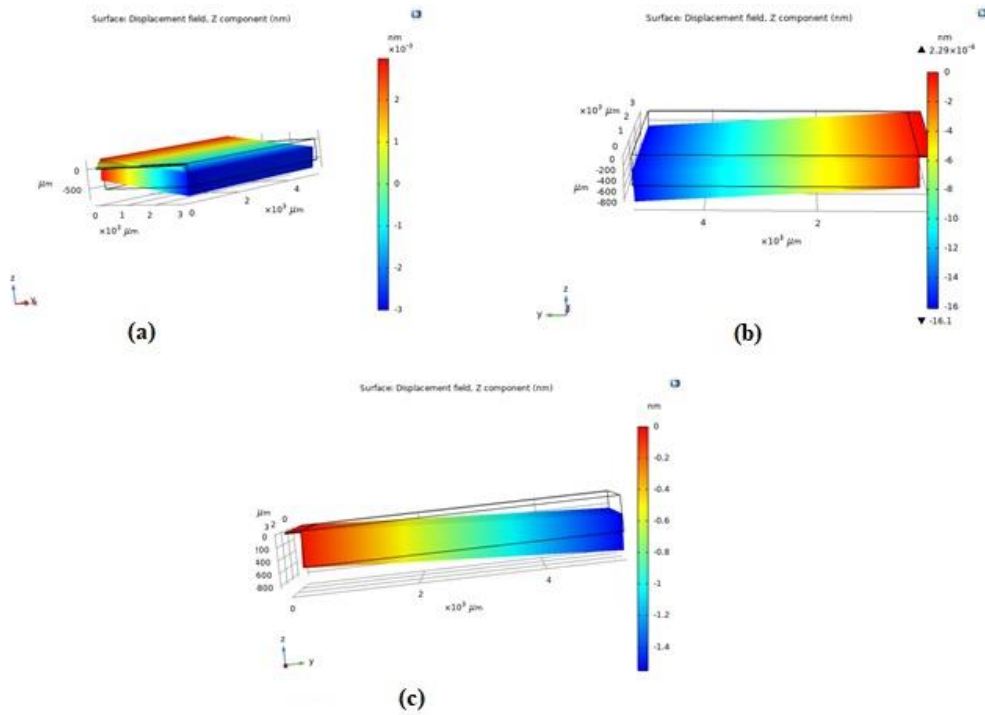 Surface: Displacement field, Z component (nm)
nm
×10⁻³
2
1
0
-1
-2
-3
0
-500
μm
0 1 2 3
×10³ μm
0 2 4
×10³ μm
z
(a)
Surface: Displacement field, Z component (nm)
nm
▲ 2.29×10⁻⁶
0
-2
-4
-6
-8
-10
-12
-14
-16
▼ -16.1
×10³ μm
3
2
1
0
0
-200
-400
-600
-800
μm
4 2
×10³ μm
z
y
(b)
Surface: Displacement field, Z component (nm)
nm
0
-0.2
-0.4
-0.6
-0.8
-1
-1.2
-1.4
μm
3 2 0
0
200
400
600
800
0 2 4
×10³ μm
z
y
(c)